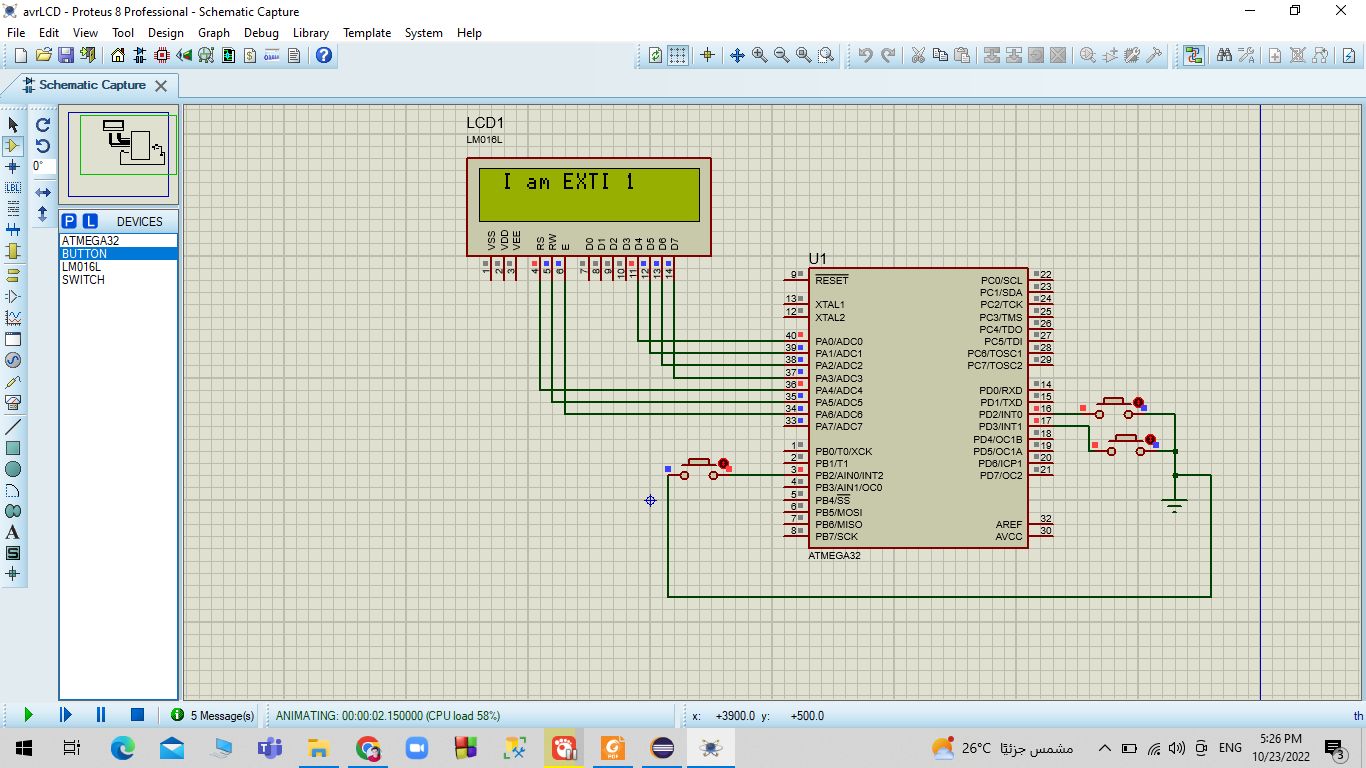 avrLCD - Proteus 8 Professional - Schematic Capture
File Edit View Tool Design Graph Debug Library Template System Help
Schematic Capture
0°
LBL
P L DEVICES
ATMEGA32
BUTTON
LM016L
SWITCH
A
S
LCD1
LM016L
I am EXTI 1
VSS VDD VEE RS RW E D0 D1 D2 D3 D4 D5 D6 D7
1 2 3 4 5 6 7 8 9 10 11 12 13 14
U1
9 RESET PC0/SCL 22
PC1/SDA 23
13 XTAL1 PC2/TCK 24
12 XTAL2 PC3/TMS 25
PC4/TDO 26
40 PA0/ADC0 PC5/TDI 27
39 PA1/ADC1 PC6/TOSC1 28
38 PA2/ADC2 PC7/TOSC2 29
37 PA3/ADC3
36 PA4/ADC4 PD0/RXD 14
35 PA5/ADC5 PD1/TXD 15
34 PA6/ADC6 PD2/INT0 16
33 PA7/ADC7 PD3/INT1 17
PD4/OC1B 18
1 PB0/T0/XCK PD5/OC1A 19
2 PB1/T1 PD6/ICP1 20
3 PB2/AIN0/INT2 PD7/OC2 21
4 PB3/AIN1/OC0
5 PB4/SS
6 PB5/MOSI
7 PB6/MISO AREF 32
8 PB7/SCK AVCC 30
ATMEGA32
5 Message(s) ANIMATING: 00:00:02.150000 (CPU load 58%) x: +3900.0 y: +500.0 th
26°C مشمس جزئيًا ENG 5:26 PM
10/23/2022 3